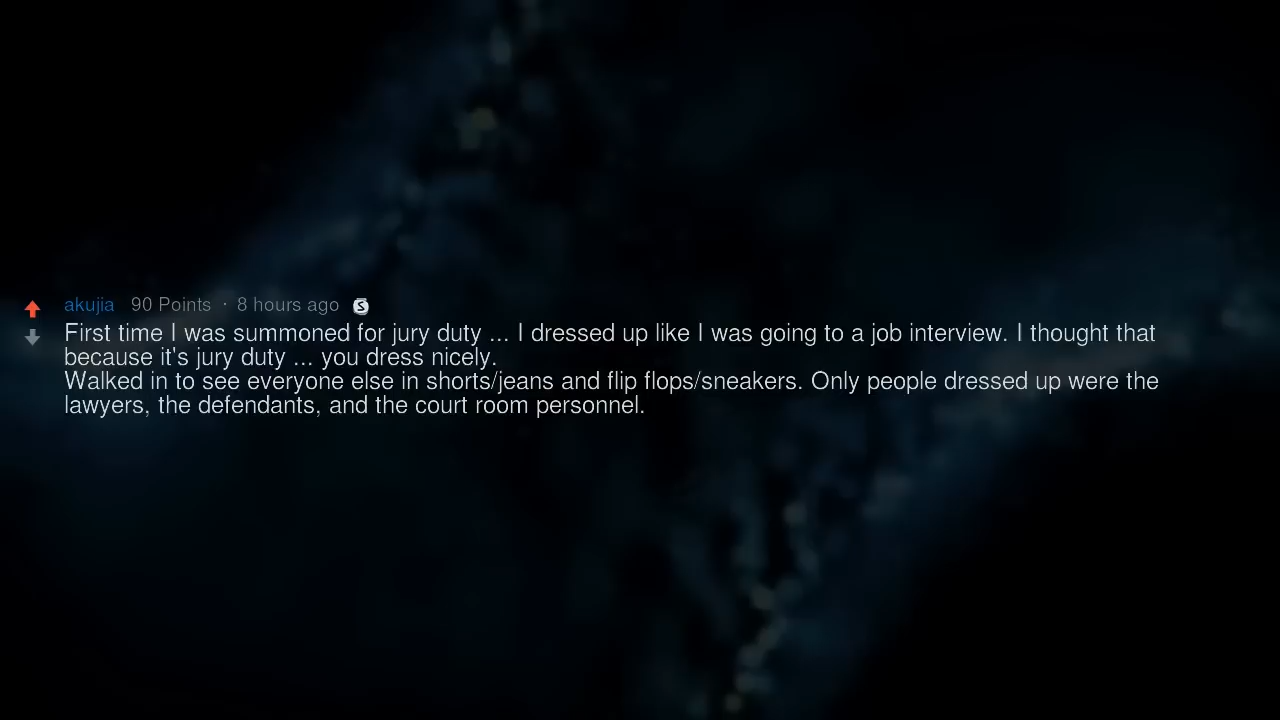 akujia 90 Points · 8 hours ago
First time I was summoned for jury duty ... I dressed up like I was going to a job interview. I thought that
because it's jury duty ... you dress nicely.
Walked in to see everyone else in shorts/jeans and flip flops/sneakers. Only people dressed up were the
lawyers, the defendants, and the court room personnel.